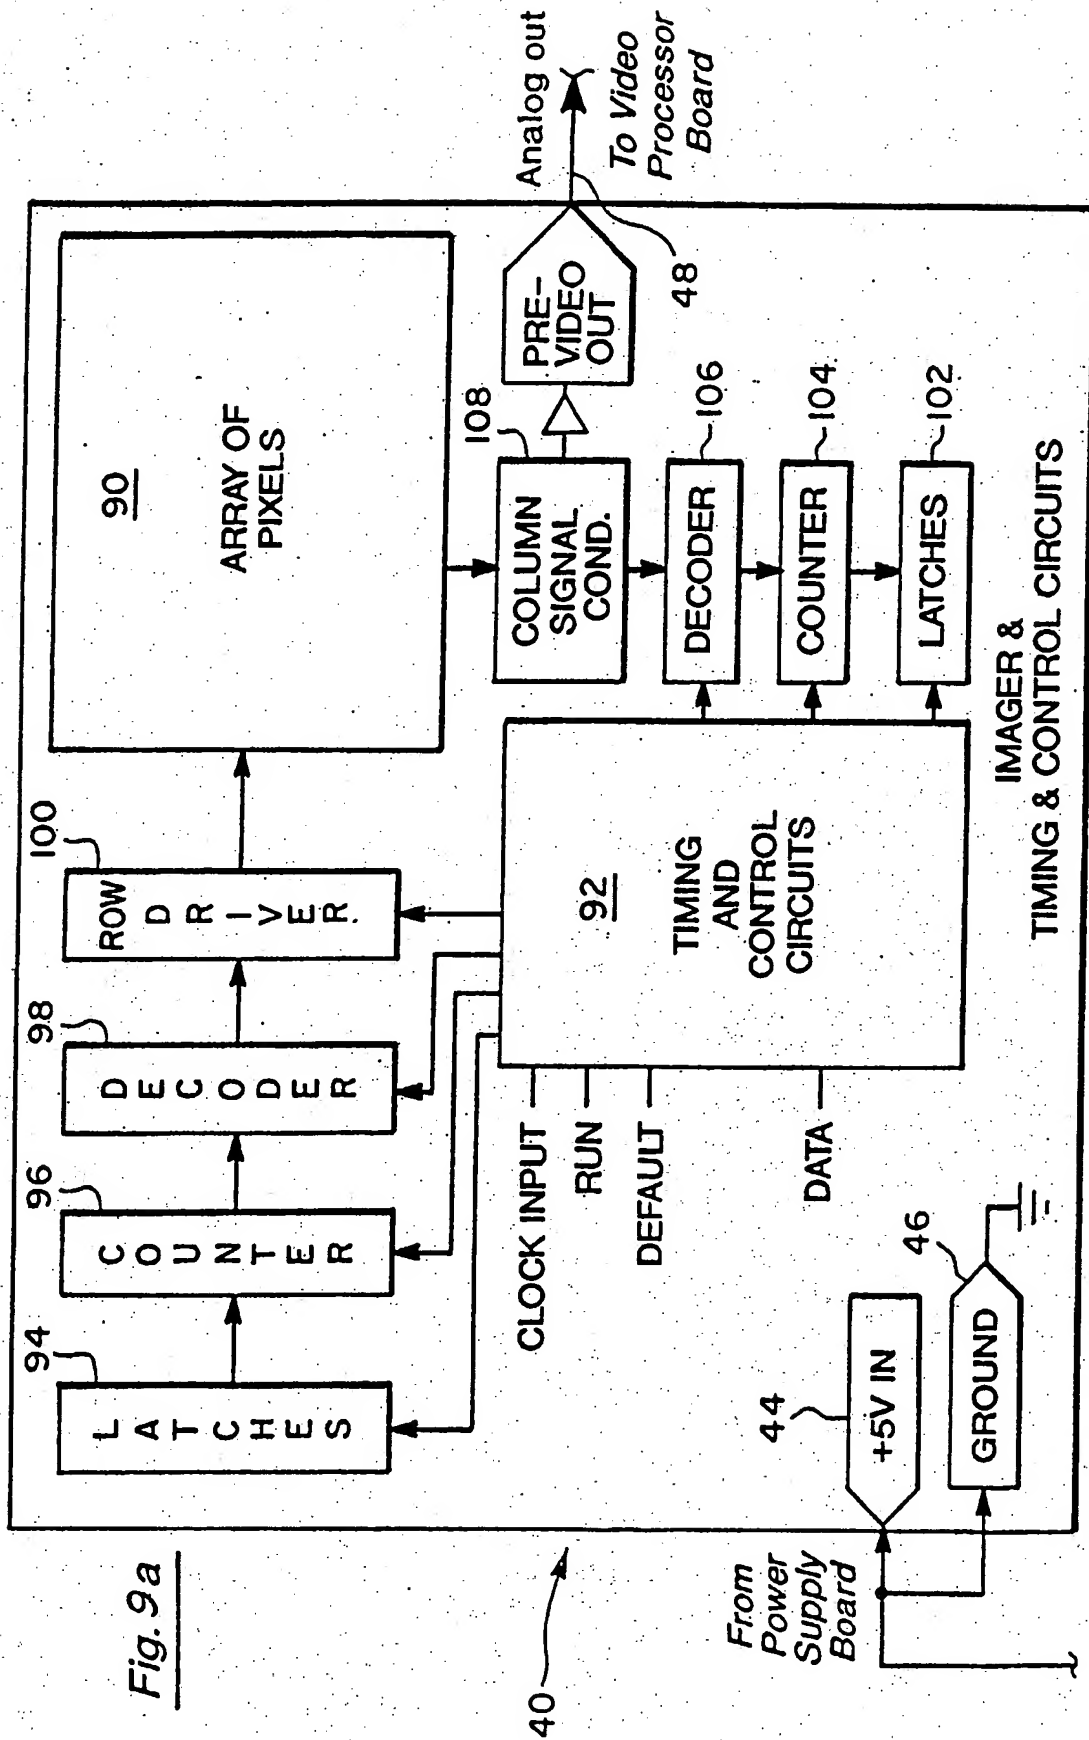 Fig. 9a
40
94
LATCHES
96
COUNTER
98
DECODER
100
ROW
DRIVER
90
ARRAY OF
PIXELS
CLOCK INPUT
RUN
DEFAULT
DATA
92
TIMING
AND
CONTROL
CIRCUITS
108
COLUMN
SIGNAL
COND.
PRE-
VIDEO
OUT
48
Analog out
To Video
Processor
Board
DECODER
106
COUNTER
104
LATCHES
102
From
Power
Supply
Board
44
+5V IN
46
GROUND
IMAGER &
TIMING & CONTROL CIRCUITS